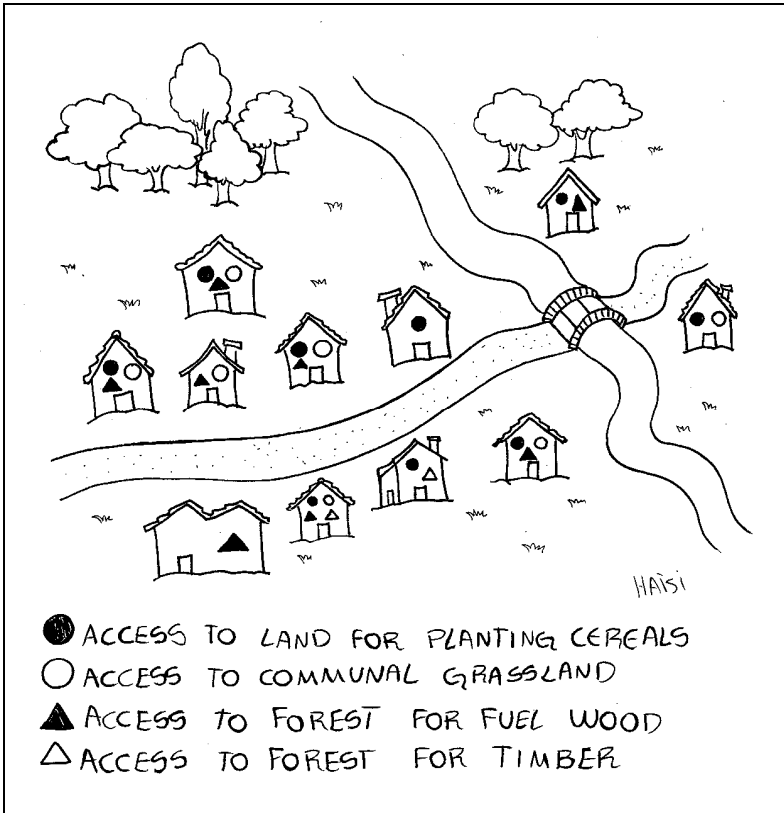 HAiSi
ACCESS TO LAND FOR PLANTING CEREALS
ACCESS TO COMMUNAL GRASSLAND
ACCESS TO FOREST FOR FUEL WOOD
ACCESS TO FOREST FOR TIMBER